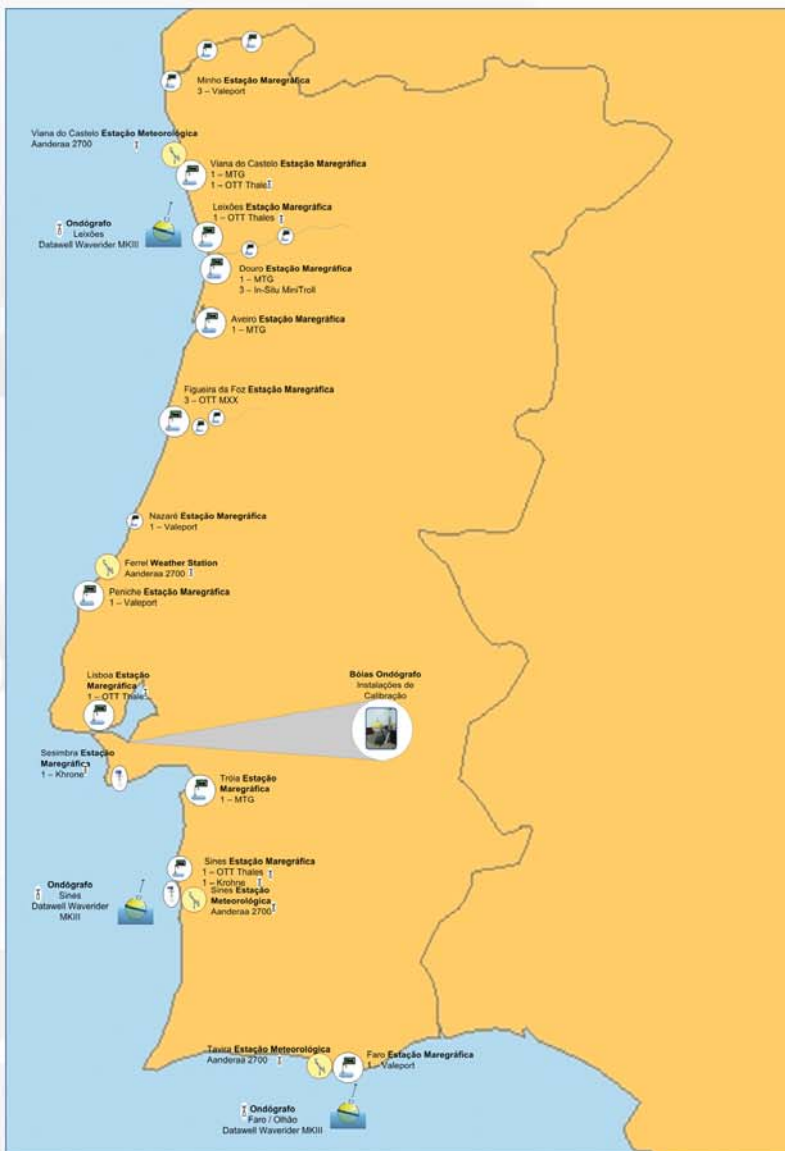 Minho Estação Maregráfica
3 – Valeport
Viana do Castelo Estação Meteorológica
Aanderaa 2700
Viana do Castelo Estação Maregráfica
1 – MTG
1 – OTT Thales
Leixões Estação Maregráfica
1 – OTT Thales
Ondógrafo
Leixões
Datawell Waverider MKIII
Douro Estação Maregráfica
1 – MTG
3 – In-Situ MiniTroll
Aveiro Estação Maregráfica
1 – MTG
Figueira da Foz Estação Maregráfica
3 – OTT MXX
Nazaré Estação Maregráfica
1 – Valeport
Ferrel Weather Station
Aanderaa 2700
Peniche Estação Maregráfica
1 – Valeport
Lisboa Estação
Maregráfica
1 – OTT Thales
Bóias Ondógrafo
Instalações de
Calibração
Sesimbra Estação
Maregráfica
1 – Khrone
Tróia Estação
Maregráfica
1 – MTG
Sines Estação Maregráfica
1 – OTT Thales
1 – Krohne
Sines Estação
Meteorológica
Aanderaa 2700
Ondógrafo
Sines
Datawell Waverider
MKIII
Tavira Estação Meteorológica
Aanderaa 2700
Faro Estação Maregráfica
1 – Valeport
Ondógrafo
Faro / Olhão
Datawell Waverider MKIII